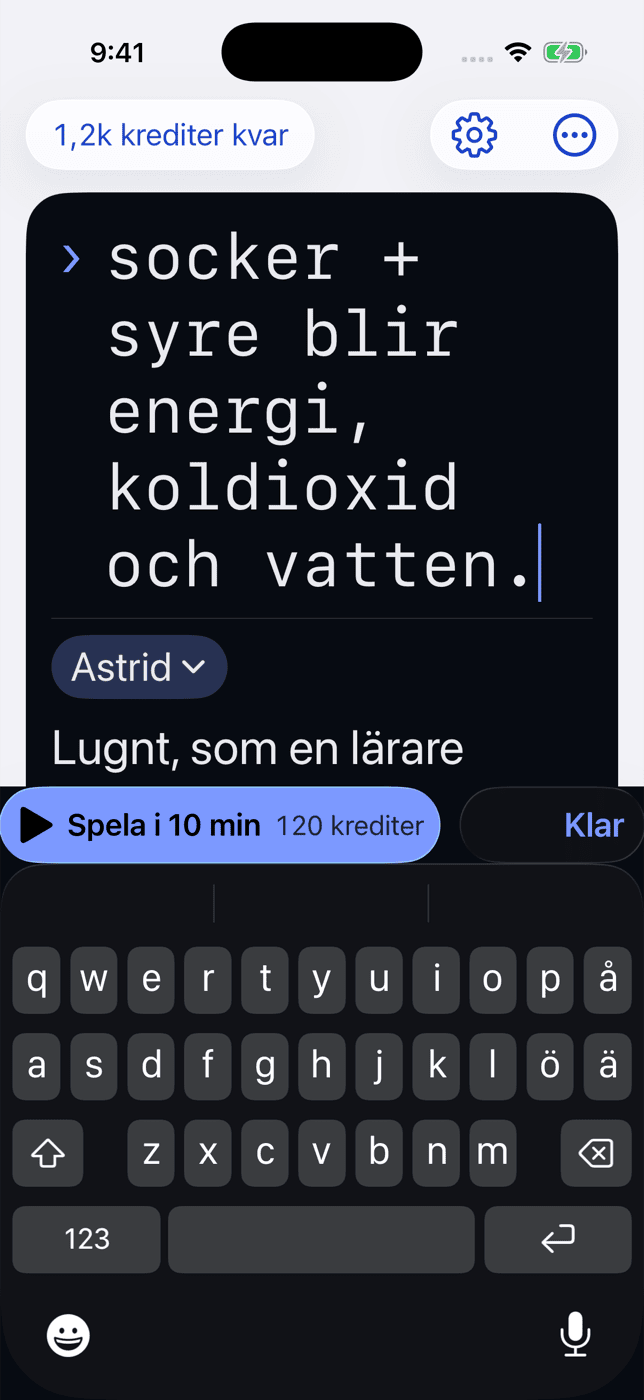 9:41
1,2k krediter kvar
› socker +
syre blir
energi,
koldioxid
och vatten.
Astrid
Lugnt, som en lärare
Spela i 10 min 120 krediter
Klar
q w e r t y u i o p å
a s d f g h j k l ö ä
z x c v b n m
123